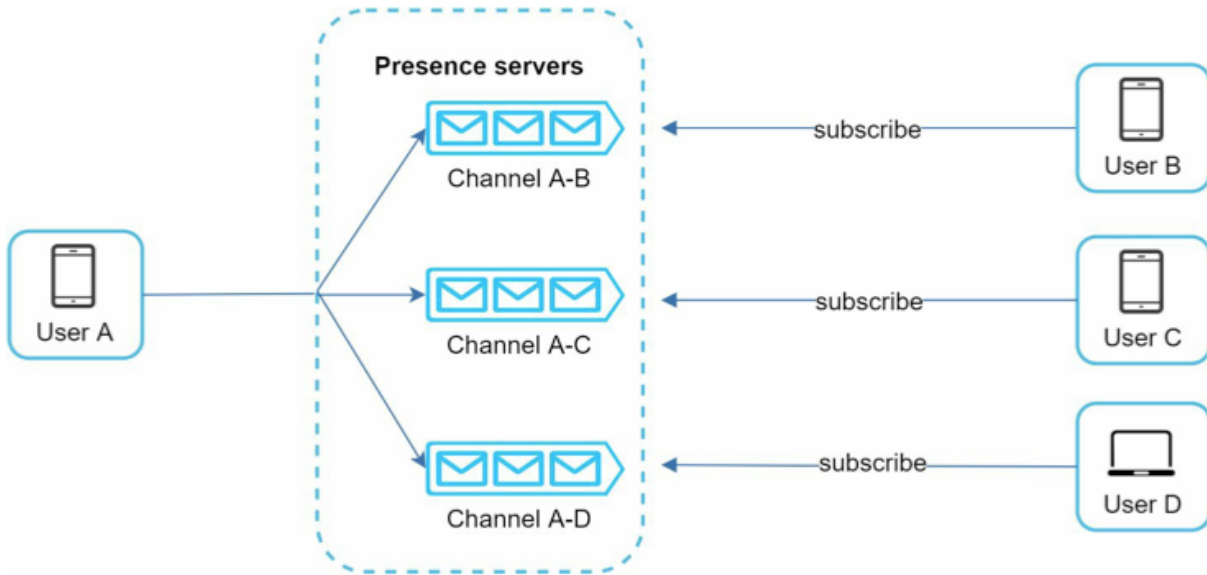 Presence servers
Channel A-B
subscribe
User B
User A
Channel A-C
subscribe
User C
Channel A-D
subscribe
User D